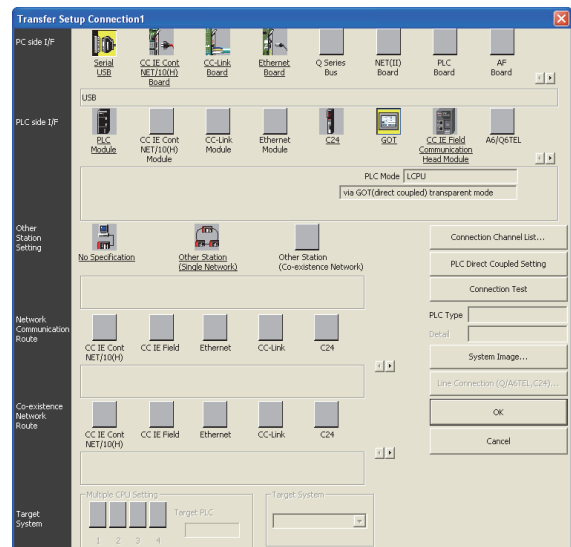 Transfer Setup Connection1
PC side I/F
Serial USB
CC IE Cont NET/10(H) Board
CC-Link Board
Ethernet Board
Q Series Bus
NET(II) Board
PLC Board
AF Board
USB
PLC side I/F
PLC Module
CC IE Cont NET/10(H) Module
CC-Link Module
Ethernet Module
C24
GOT
CC IE Field Communication Head Module
A6/Q6TEL
PLC Mode LCPU
via GOT(direct coupled) transparent mode
Other Station Setting
No Specification
Other Station (Single Network)
Other Station (Co-existence Network)
Connection Channel List...
PLC Direct Coupled Setting
Connection Test
PLC Type
Detail
System Image...
Line Connection (Q/A6TEL,C24)...
OK
Cancel
Network Communication Route
CC IE Cont NET/10(H)
CC IE Field
Ethernet
CC-Link
C24
Co-existence Network Route
CC IE Cont NET/10(H)
CC IE Field
Ethernet
CC-Link
C24
Target System
Multiple CPU Setting
1 2 3 4
Target PLC
Target System